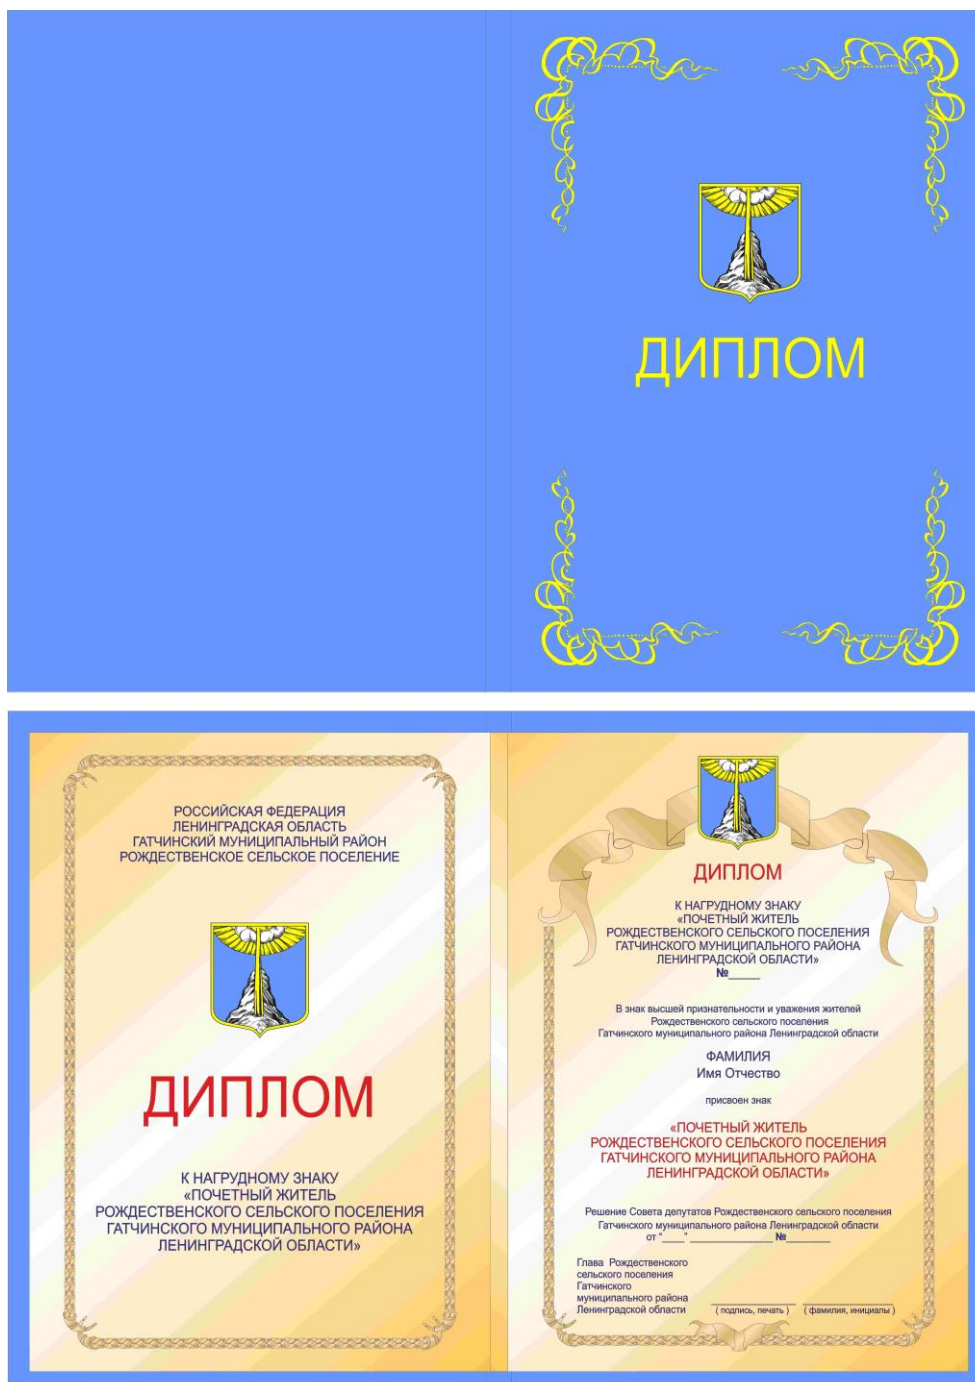 ДИПЛОМ
РОССИЙСКАЯ ФЕДЕРАЦИЯ
ЛЕНИНГРАДСКАЯ ОБЛАСТЬ
ГАТЧИНСКИЙ МУНИЦИПАЛЬНЫЙ РАЙОН
РОЖДЕСТВЕНСКОЕ СЕЛЬСКОЕ ПОСЕЛЕНИЕ
ДИПЛОМ
К НАГРУДНОМУ ЗНАКУ
«ПОЧЕТНЫЙ ЖИТЕЛЬ
РОЖДЕСТВЕНСКОГО СЕЛЬСКОГО ПОСЕЛЕНИЯ
ГАТЧИНСКОГО МУНИЦИПАЛЬНОГО РАЙОНА
ЛЕНИНГРАДСКОЙ ОБЛАСТИ»
ДИПЛОМ
К НАГРУДНОМУ ЗНАКУ
«ПОЧЕТНЫЙ ЖИТЕЛЬ
РОЖДЕСТВЕНСКОГО СЕЛЬСКОГО ПОСЕЛЕНИЯ
ГАТЧИНСКОГО МУНИЦИПАЛЬНОГО РАЙОНА
ЛЕНИНГРАДСКОЙ ОБЛАСТИ»
№_____
В знак высшей признательности и уважения жителей
Рождественского сельского поселения
Гатчинского муниципального района Ленинградской области
ФАМИЛИЯ
Имя Отчество
присвоен знак
«ПОЧЕТНЫЙ ЖИТЕЛЬ
РОЖДЕСТВЕНСКОГО СЕЛЬСКОГО ПОСЕЛЕНИЯ
ГАТЧИНСКОГО МУНИЦИПАЛЬНОГО РАЙОНА
ЛЕНИНГРАДСКОЙ ОБЛАСТИ»
Решение Совета депутатов Рождественского сельского поселения
Гатчинского муниципального района Ленинградской области
от "____" _______________ №________
Глава Рождественского
сельского поселения
Гатчинского
муниципального района
Ленинградской области ( подпись, печать ) ( фамилия, инициалы )